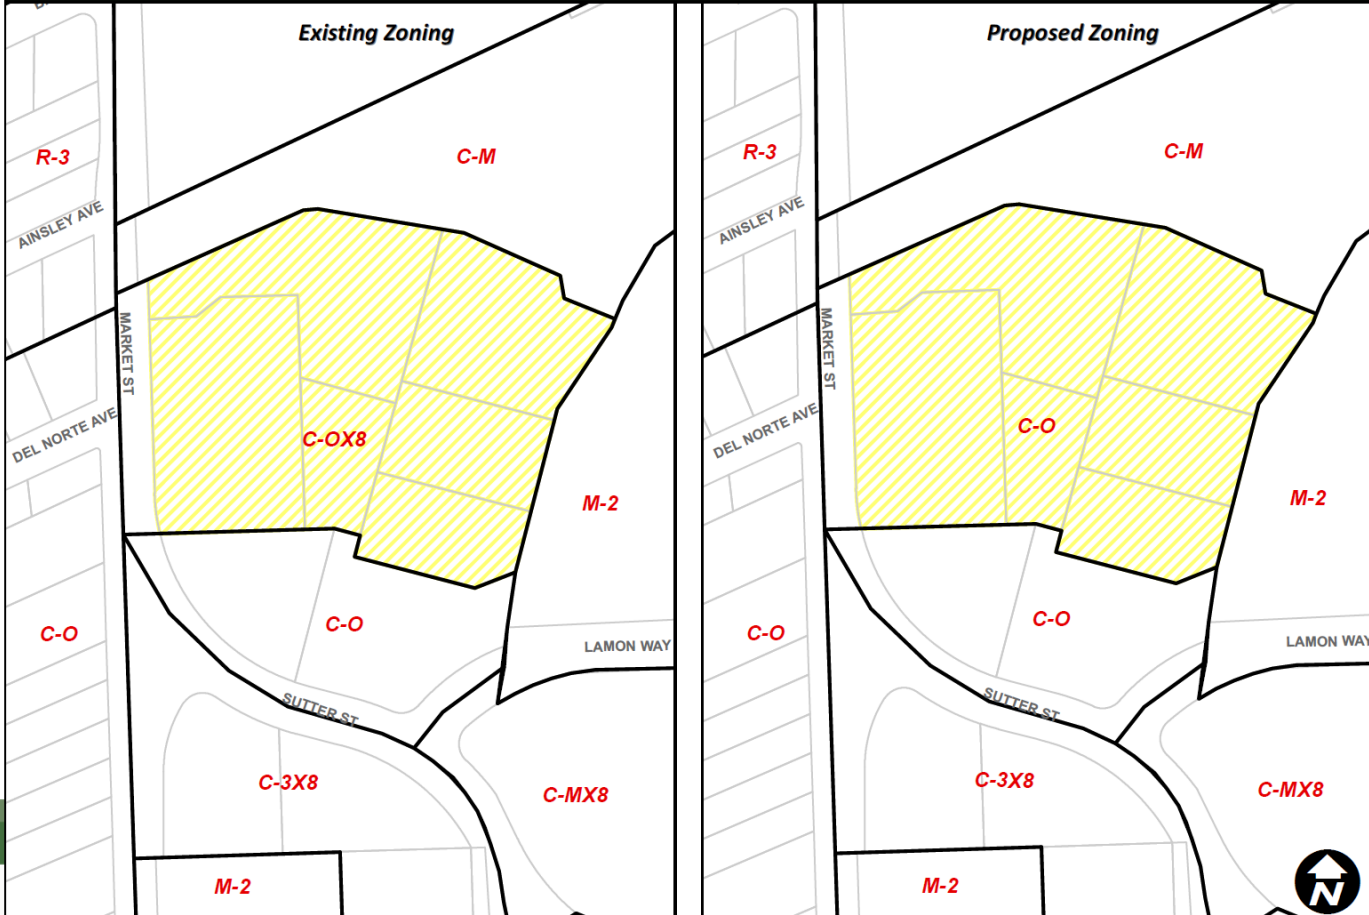 Existing Zoning
R-3
C-M
AINSLEY AVE
MARKET ST
DEL NORTE AVE
C-OX8
M-2
C-O
C-O
LAMON WAY
SUTTER ST
C-3X8
C-MX8
M-2
Proposed Zoning
R-3
C-M
AINSLEY AVE
MARKET ST
DEL NORTE AVE
C-O
M-2
C-O
C-O
LAMON WAY
SUTTER ST
C-3X8
C-MX8
M-2
N